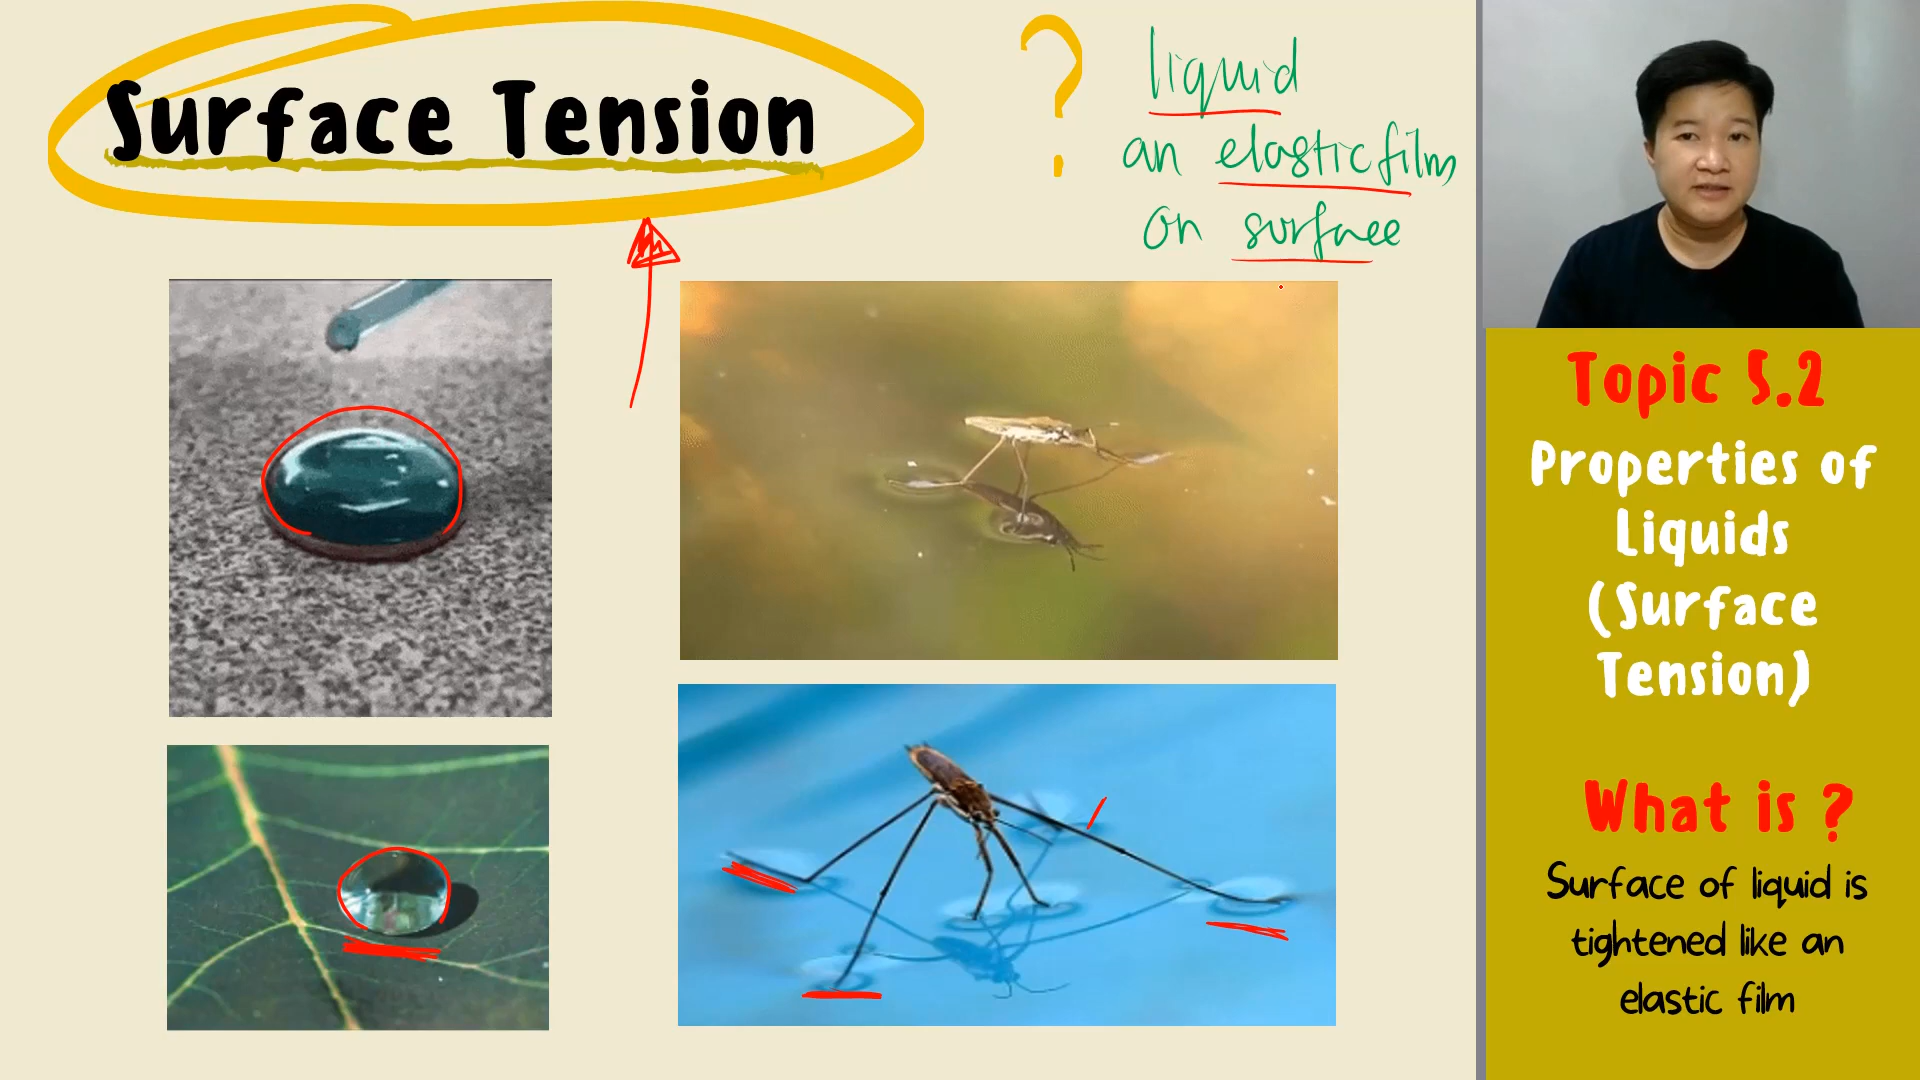 Surface Tension
?
liquid
an elastic film
on surface
Topic 5.2
Properties of
Liquids
(Surface
Tension)
What is ?
Surface of liquid is
tightened like an
elastic film